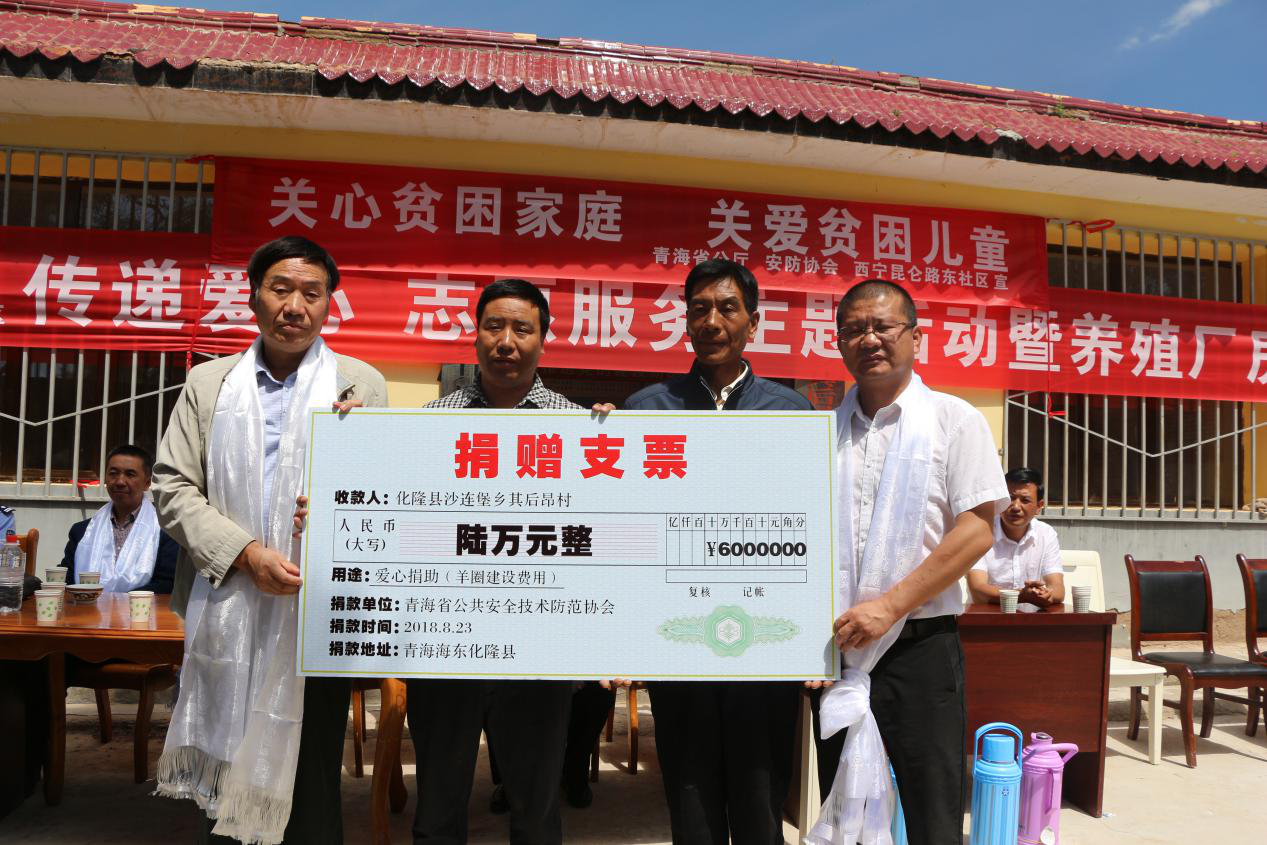 关心贫困家庭 关爱贫困儿童
青海省公厅 安防协会 西宁昆仑路东社区 宣
传递爱心 志愿服务主题活动暨养殖厂房
捐赠支票
收款人：化隆县沙连堡乡其后昂村
人民币
(大写)
陆万元整
亿仟百十万千百十元角分
¥6000000
用途：爱心捐助（羊圈建设费用）
复核 记帐
捐款单位：青海省公共安全技术防范协会
捐款时间：2018.8.23
捐款地址：青海海东化隆县